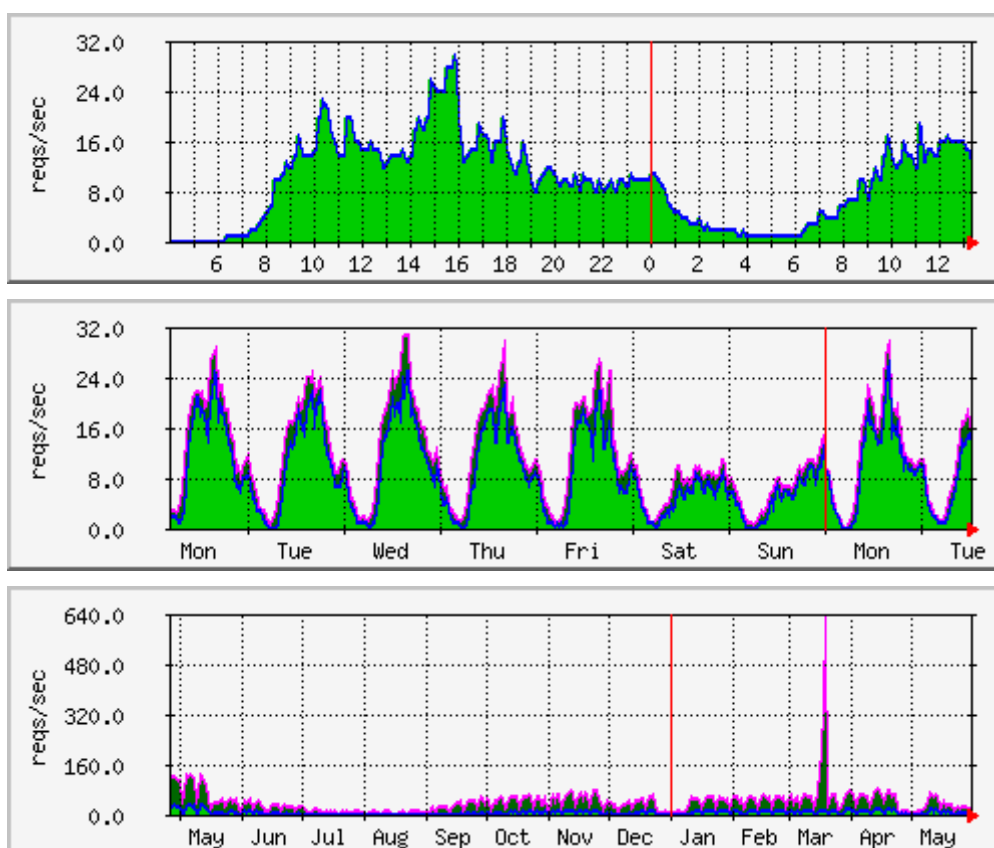 32.0
24.0
16.0
8.0
0.0
reqs/sec
6 8 10 12 14 16 18 20 22 0 2 4 6 8 10 12
32.0
24.0
16.0
8.0
0.0
reqs/sec
Mon Tue Wed Thu Fri Sat Sun Mon Tue
640.0
480.0
320.0
160.0
0.0
reqs/sec
May Jun Jul Aug Sep Oct Nov Dec Jan Feb Mar Apr May